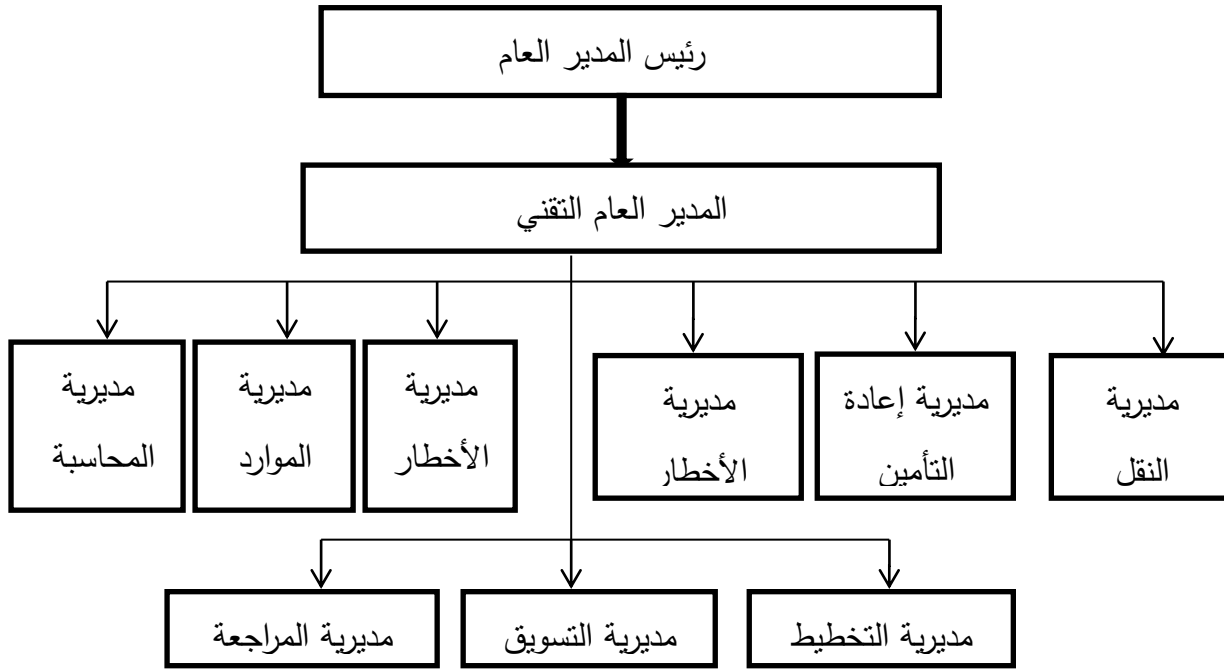 رئيس المدير العام
المدير العام التقني
مديرية
النقل
مديرية إعادة
التأمين
مديرية
الأخطار
مديرية
الأخطار
مديرية
الموارد
مديرية
المحاسبة
مديرية التخطيط
مديرية التسويق
مديرية المراجعة